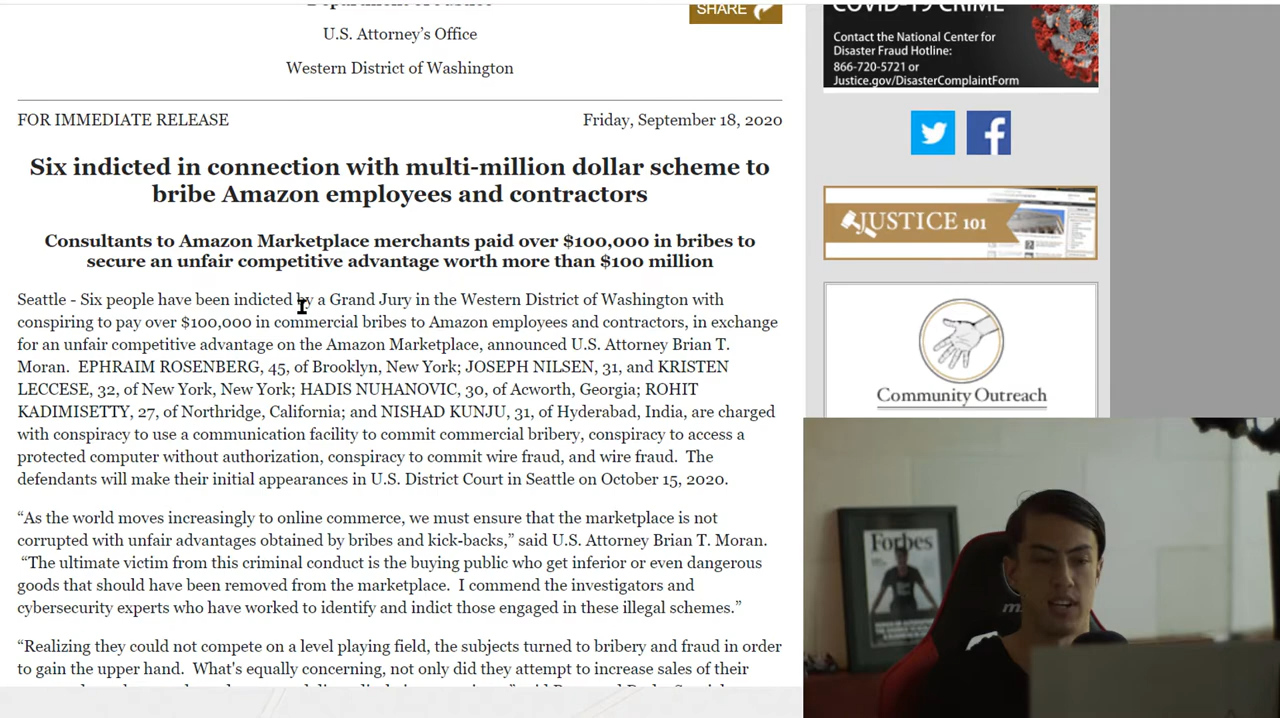 Department of Justice
SHARE
U.S. Attorney’s Office
Western District of Washington
FOR IMMEDIATE RELEASE
Friday, September 18, 2020
Six indicted in connection with multi-million dollar scheme to
bribe Amazon employees and contractors
Consultants to Amazon Marketplace merchants paid over $100,000 in bribes to
secure an unfair competitive advantage worth more than $100 million
Seattle - Six people have been indicted by a Grand Jury in the Western District of Washington with
conspiring to pay over $100,000 in commercial bribes to Amazon employees and contractors, in exchange
for an unfair competitive advantage on the Amazon Marketplace, announced U.S. Attorney Brian T.
Moran.  EPHRAIM ROSENBERG, 45, of Brooklyn, New York; JOSEPH NILSEN, 31, and KRISTEN
LECCESE, 32, of New York, New York; HADIS NUHANOVIC, 30, of Acworth, Georgia; ROHIT
KADIMISETTY, 27, of Northridge, California; and NISHAD KUNJU, 31, of Hyderabad, India, are charged
with conspiracy to use a communication facility to commit commercial bribery, conspiracy to access a
protected computer without authorization, conspiracy to commit wire fraud, and wire fraud.  The
defendants will make their initial appearances in U.S. District Court in Seattle on October 15, 2020.
“As the world moves increasingly to online commerce, we must ensure that the marketplace is not
corrupted with unfair advantages obtained by bribes and kick-backs,” said U.S. Attorney Brian T. Moran.
“The ultimate victim from this criminal conduct is the buying public who get inferior or even dangerous
goods that should have been removed from the marketplace.  I commend the investigators and
cybersecurity experts who have worked to identify and indict those engaged in these illegal schemes.”
“Realizing they could not compete on a level playing field, the subjects turned to bribery and fraud in order
to gain the upper hand.  What's equally concerning, not only did they attempt to increase sales of their
COVID-19 CRIME
Contact the National Center for
Disaster Fraud Hotline:
866-720-5721 or
Justice.gov/DisasterComplaintForm
JUSTICE 101
Community Outreach
Forbes